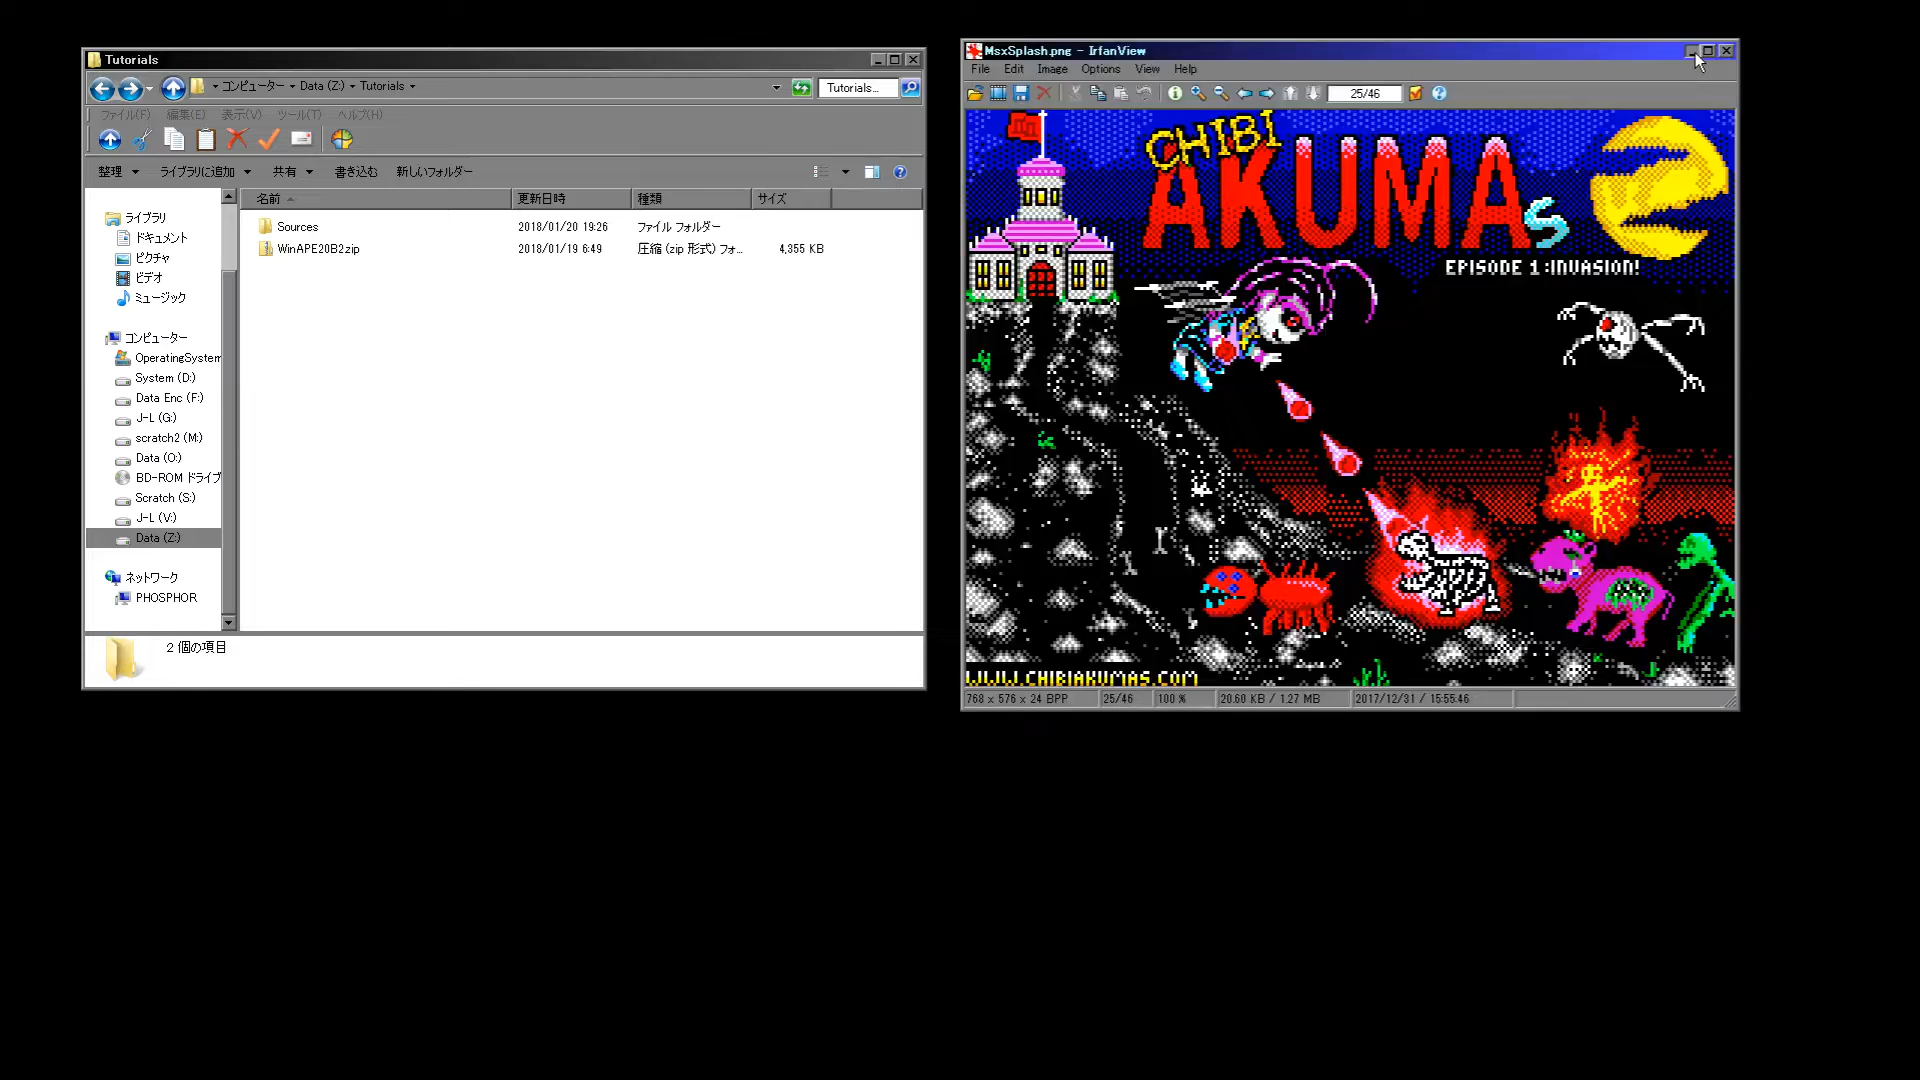 Tutorials
コンピューター ▸ Data (Z:) ▸ Tutorials
Tutorials...
ファイル(F) 編集(E) 表示(V) ツール(T) ヘルプ(H)
整理 ライブラリに追加 共有 書き込む 新しいフォルダー
名前 更新日時 種類 サイズ
Sources 2018/01/20 19:26 ファイル フォルダー
WinAPE20B2.zip 2018/01/19 6:49 圧縮 (zip 形式) フォ... 4,355 KB
ライブラリ
ドキュメント
ピクチャ
ビデオ
ミュージック
コンピューター
OperatingSystem
System (D:)
Data Enc (F:)
J-L (G:)
scratch2 (M:)
Data (O:)
BD-ROM ドライブ
Scratch (S:)
J-L (V:)
Data (Z:)
ネットワーク
PHOSPHOR
2 個の項目
MsxSplash.png - IrfanView
File Edit Image Options View Help
25/46
CHIBI
AKUMAs
EPISODE 1:INVASION!
WWW.CHIBIAKUMAS.COM
768 x 576 x 24 BPP 25/46 100 % 20.60 KB / 1.27 MB 2017/12/31 / 15:55:46